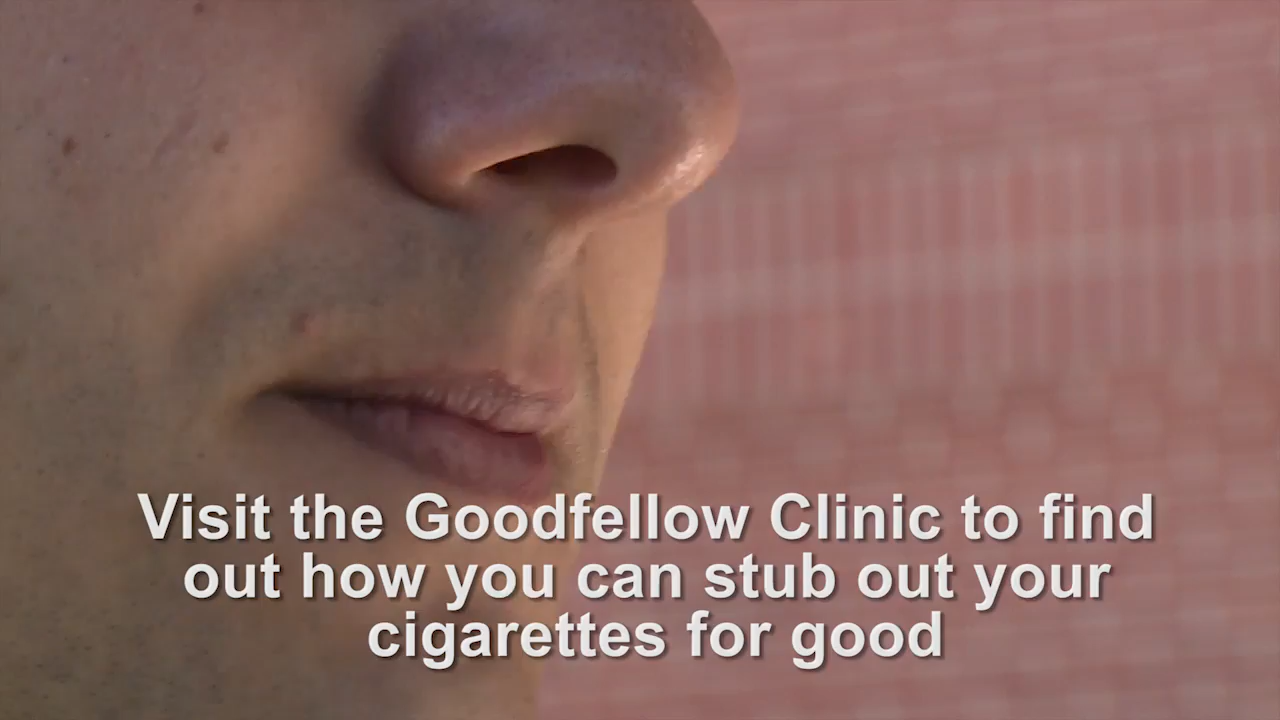 Visit the Goodfellow Clinic to find
out how you can stub out your
cigarettes for good